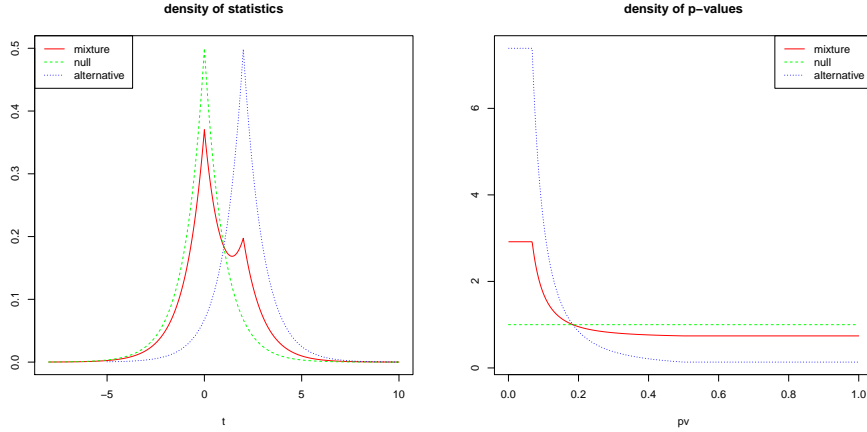 density of statistics
mixture
null
alternative
0.5
0.4
0.3
0.2
0.1
0.0
−5
0
5
10
t
density of p−values
mixture
null
alternative
6
4
2
0
0.0
0.2
0.4
0.6
0.8
1.0
pv